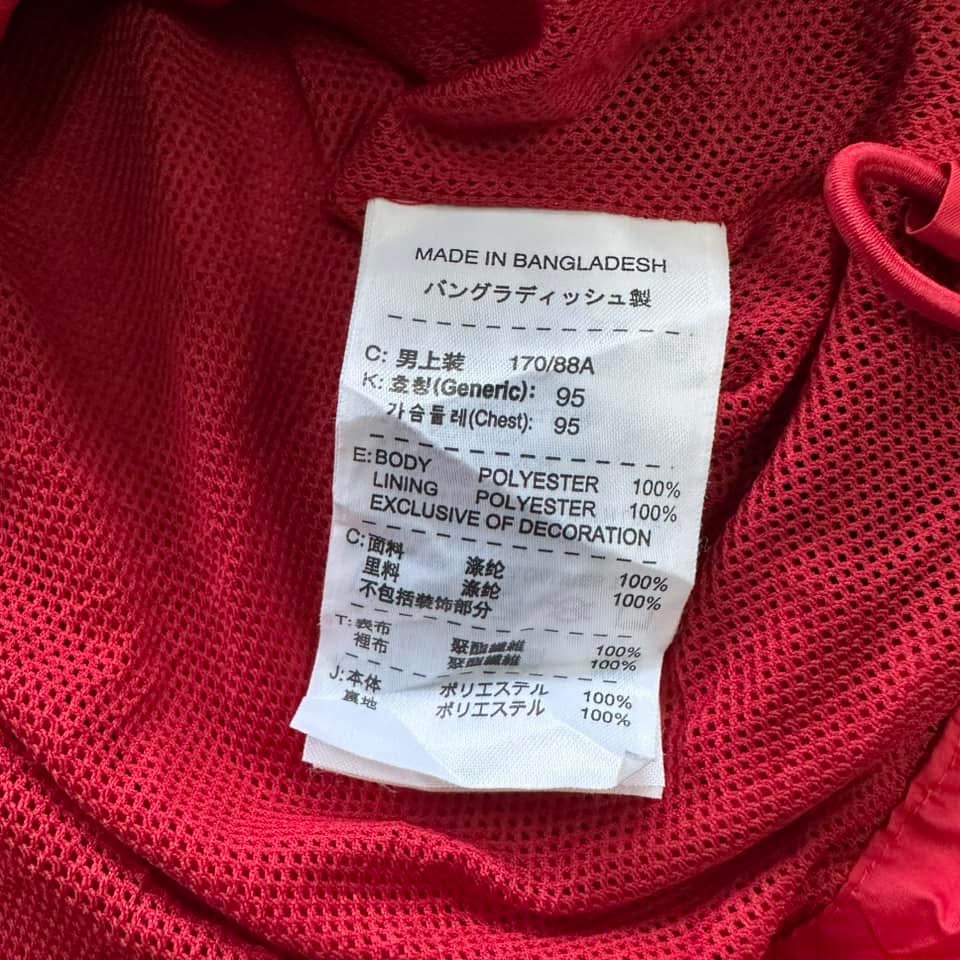 MADE IN BANGLADESH
バングラディッシュ製
C: 男上装 170/88A
K: 호칭(Generic): 95
가슴둘레(Chest): 95
E: BODY POLYESTER 100%
LINING POLYESTER 100%
EXCLUSIVE OF DECORATION
C: 面料 涤纶 100%
里料 涤纶 100%
不包括装饰部分
T: 表布 聚酯纖維 100%
裡布 聚酯纖維 100%
J: 本体 ポリエステル 100%
裏地 ポリエステル 100%